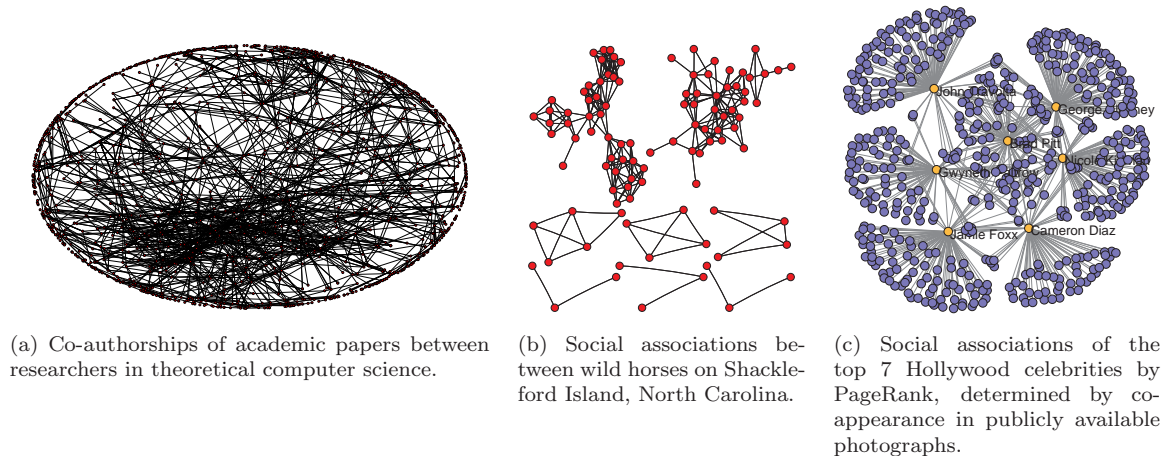 John Travolta
George Clooney
Brad Pitt
Nicole
Gwyneth Paltrow
Jamie Foxx
Cameron Diaz
(a) Co-authorships of academic papers between
researchers in theoretical computer science.
(b) Social associations be-
tween wild horses on Shackle-
ford Island, North Carolina.
(c) Social associations of the
top 7 Hollywood celebrities by
PageRank, determined by co-
appearance in publicly available
photographs.